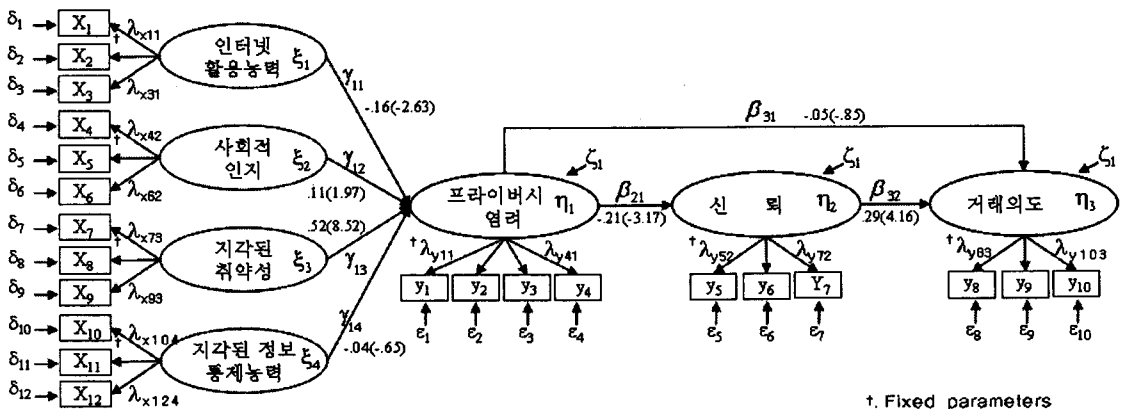 δ1 X1 † λx11
δ2 X2
δ3 X3 λx31
인터넷
활용능력 ξ1
γ11
-.16(-2.63)
δ4 X4 † λx42
δ5 X5
δ6 X6 λx62
사회적
인지 ξ2
γ12
.11(1.97)
δ7 X7 † λx73
δ8 X8
δ9 X9 λx93
지각된
취약성 ξ3
.52(8.52)
γ13
δ10 X10 † λx104
δ11 X11
δ12 X12 λx124
지각된 정보
통제능력 ξ4
γ14
-.04(-.65)
β31 -.05(-.85)
ζ1
프라이버시
염려 η1
β21
-.21(-3.17)
ζ1
신 뢰 η2
β32
.29(4.16)
ζ1
거래의도 η3
†λy11 λy41
y1 y2 y3 y4
ε1 ε2 ε3 ε4
†λy52 λy72
y5 y6 Y7
ε5 ε6 ε7
†λy83 λy103
y8 y9 y10
ε8 ε9 ε10
†. Fixed parameters